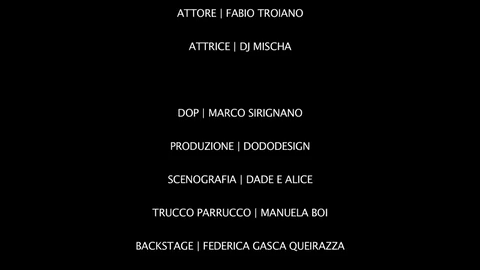 ATTORE | FABIO TROIANO
ATTRICE | DJ MISCHA
DOP | MARCO SIRIGNANO
PRODUZIONE | DODODESIGN
SCENOGRAFIA | DADE E ALICE
TRUCCO PARRUCCO | MANUELA BOI
BACKSTAGE | FEDERICA GASCA QUEIRAZZA